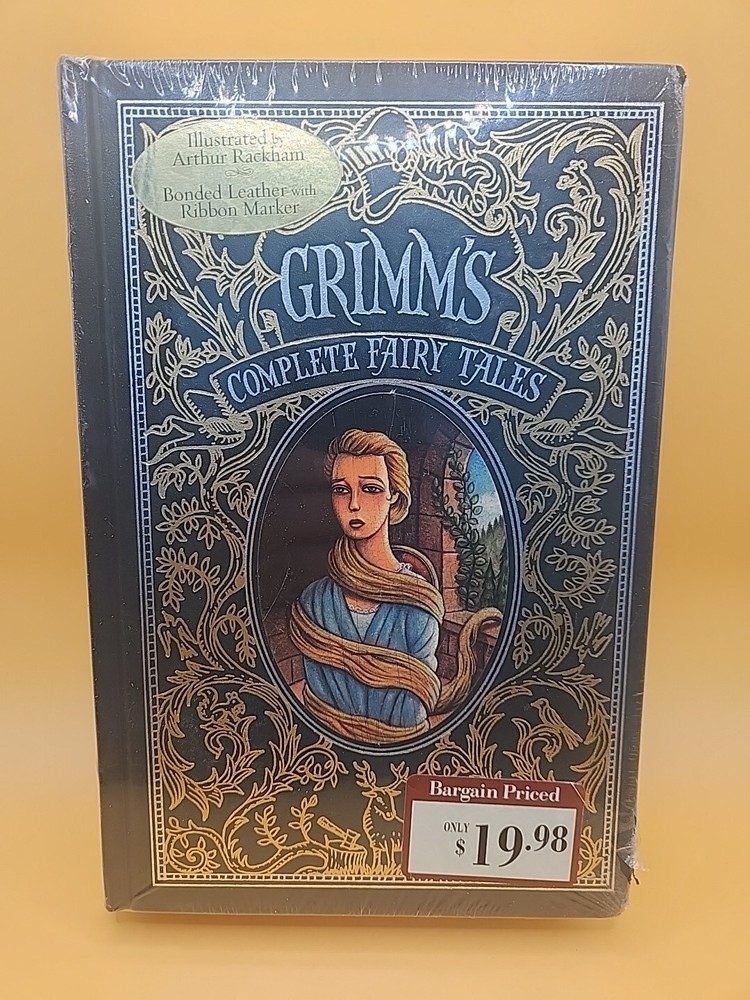 Illustrated by
Arthur Rackham
Bonded Leather with
Ribbon Marker
GRIMM'S
COMPLETE FAIRY TALES
Bargain Priced
ONLY
$19.98